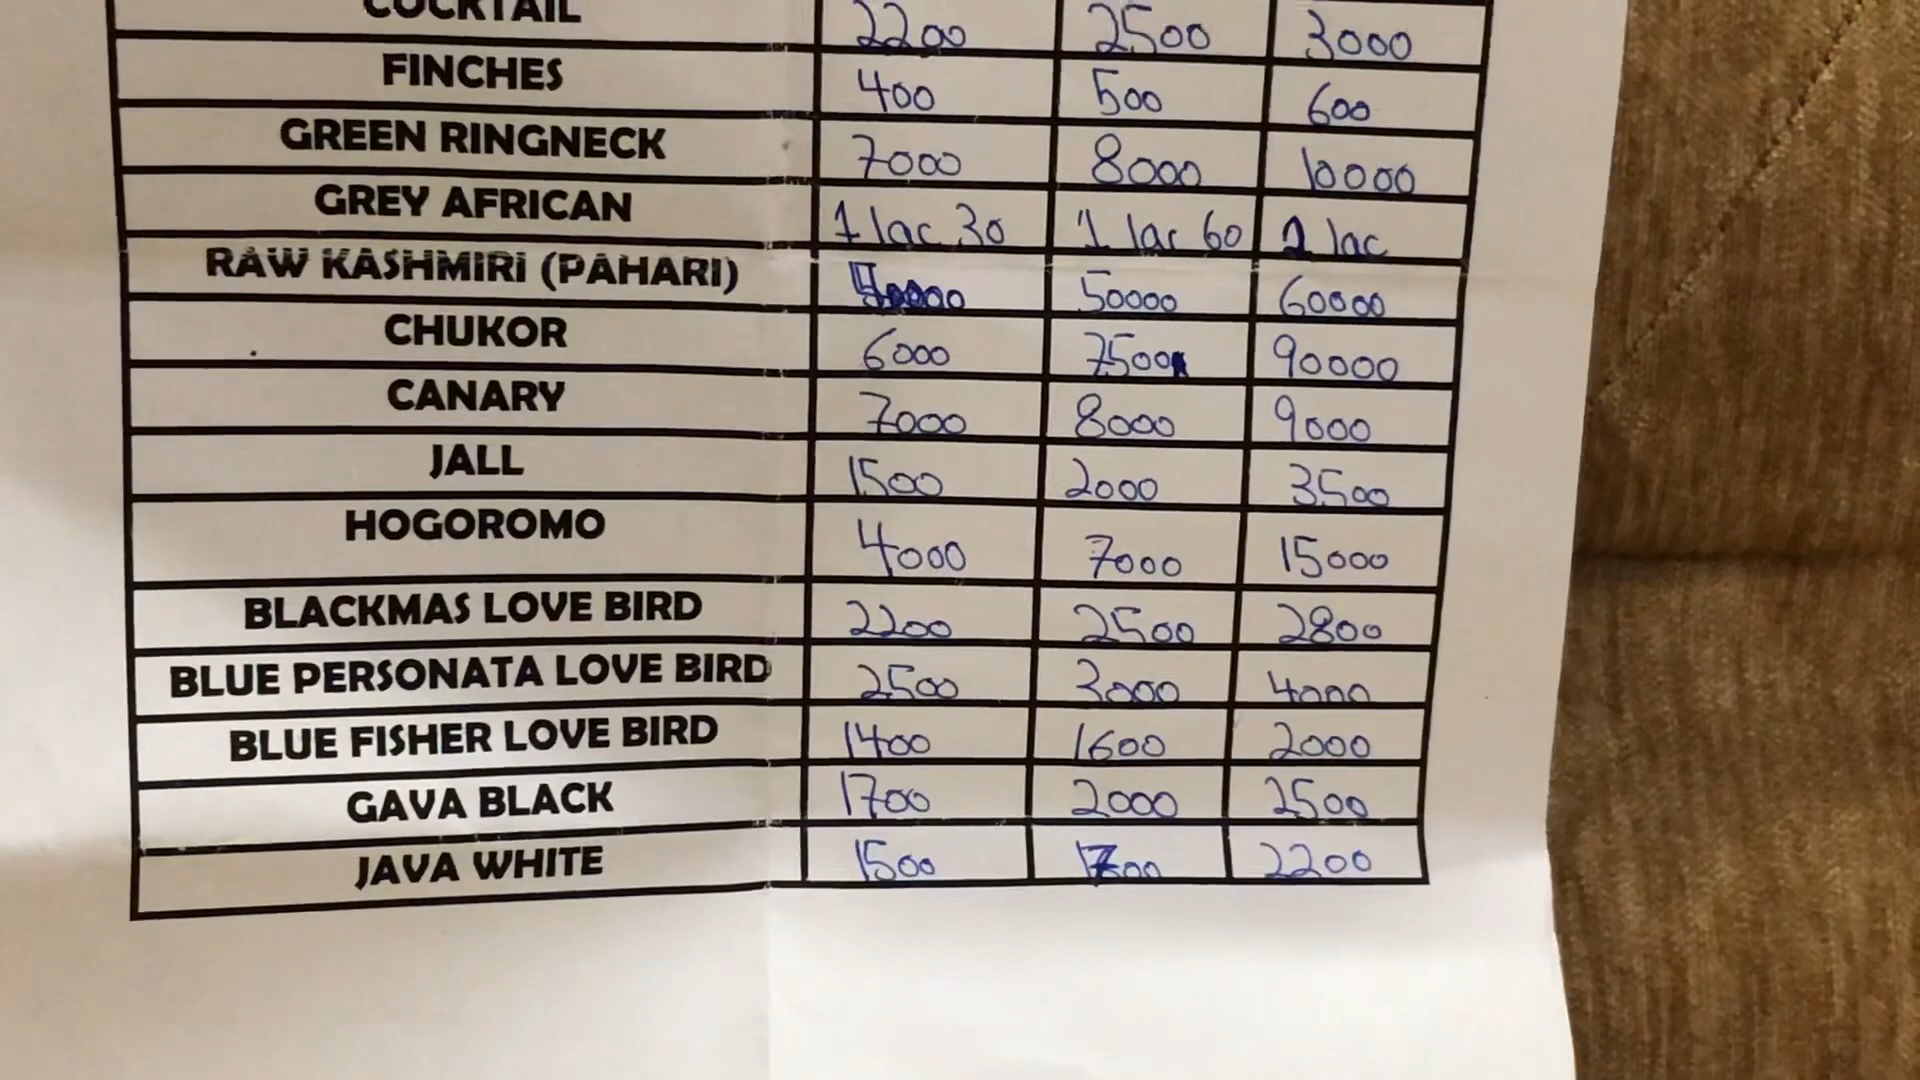 COCKTAIL 2200 2500 3000
FINCHES 400 500 600
GREEN RINGNECK 7000 8000 10000
GREY AFRICAN 1 lac 30 1 lac 60 2 lac
RAW KASHMIRI (PAHARI) 50000 60000
CHUKOR 6000 7500 90000
CANARY 7000 8000 9000
JALL 1500 2000 3500
HOGOROMO 4000 7000 15000
BLACKMAS LOVE BIRD 2200 2500 2800
BLUE PERSONATA LOVE BIRD 2500 3000 4000
BLUE FISHER LOVE BIRD 1400 1600 2000
GAVA BLACK 1700 2000 2500
JAVA WHITE 1500 1700 2200